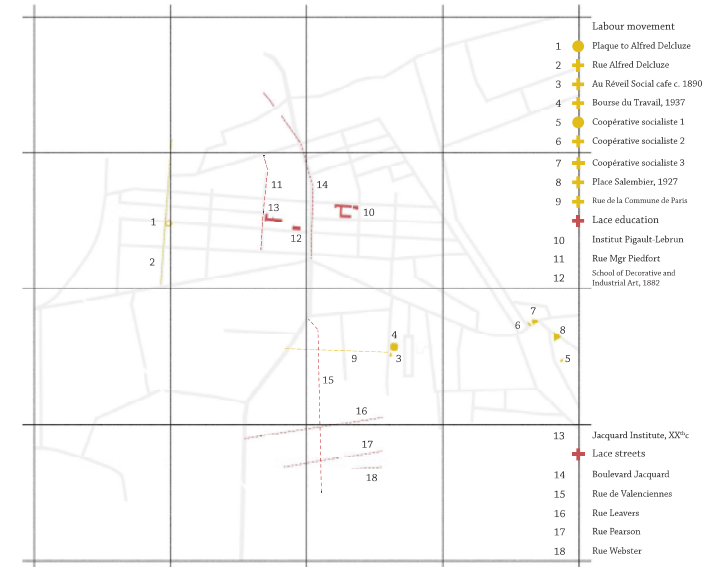 Labour movement
1 Plaque to Alfred Delcluze
2 Rue Alfred Delcluze
3 Au Réveil Social cafe c. 1890
4 Bourse du Travail, 1937
5 Coopérative socialiste 1
6 Coopérative socialiste 2
7 Coopérative socialiste 3
8 Place Salembier, 1927
9 Rue de la Commune de Paris
Lace education
10 Institut Pigault-Lebrun
11 Rue Mgr Piedfort
12 School of Decorative and
Industrial Art, 1882
13 Jacquard Institute, XXthc
Lace streets
14 Boulevard Jacquard
15 Rue de Valenciennes
16 Rue Leavers
17 Rue Pearson
18 Rue Webster
11
14
13
10
1
12
2
7
6
8
4
5
9
3
15
16
17
18